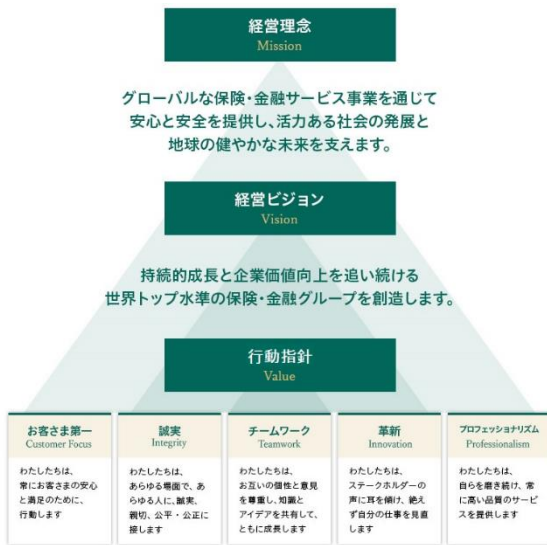 経営理念
Mission
グローバルな保険・金融サービス事業を通じて
安心と安全を提供し、活力ある社会の発展と
地球の健やかな未来を支えます。
経営ビジョン
Vision
持続的成長と企業価値向上を追い続ける
世界トップ水準の保険・金融グループを創造します。
行動指針
Value
お客さま第一
Customer Focus
わたしたちは、
常にお客さまの安心
と満足のために、
行動します
誠実
Integrity
わたしたちは、
あらゆる場面で、あ
らゆる人に、誠実、
親切、公平・公正に
接します
チームワーク
Teamwork
わたしたちは、
お互いの個性と意見
を尊重し、知識と
アイデアを共有して、
ともに成長します
革新
Innovation
わたしたちは、
ステークホルダーの
声に耳を傾け、絶え
ず自分の仕事を見直
します
プロフェッショナリズム
Professionalism
わたしたちは、
自らを磨き続け、常
に高い品質のサービ
スを提供します